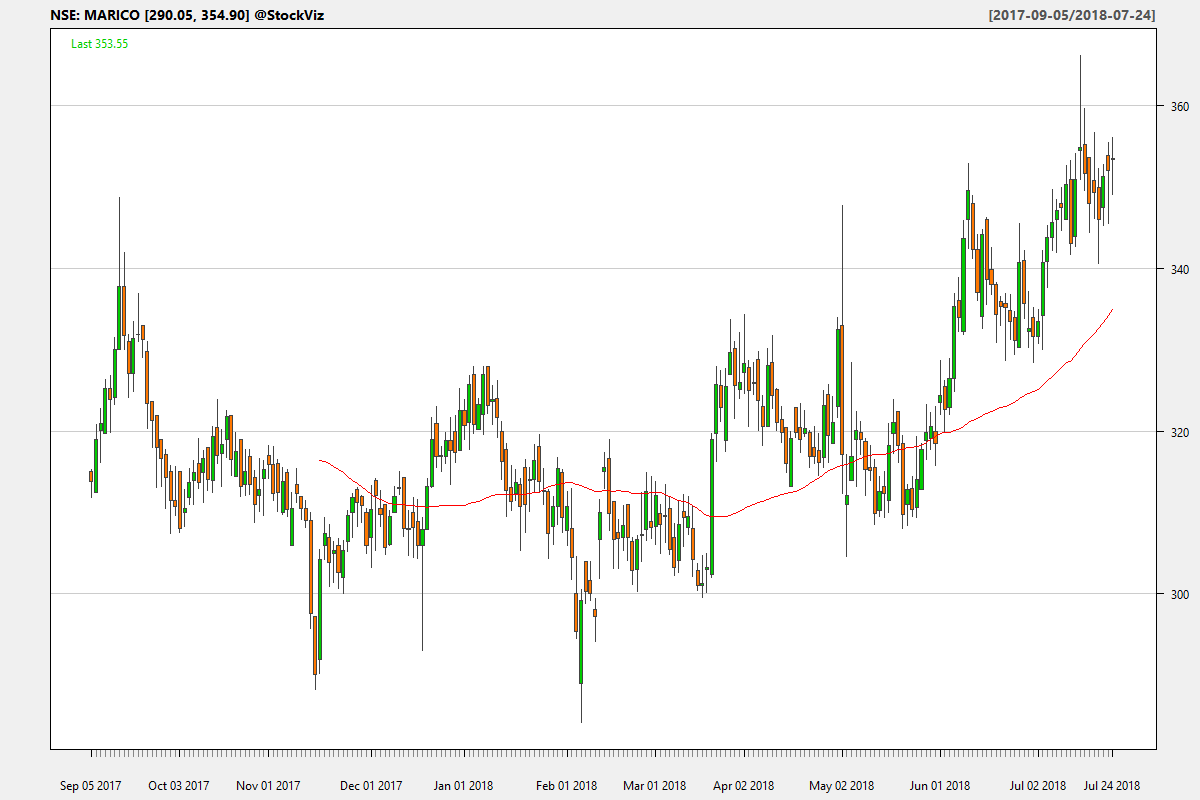 NSE: MARICO [290.05, 354.90] @StockViz
[2017-09-05/2018-07-24]
Last 353.55
360
340
320
300
Sep 05 2017
Oct 03 2017
Nov 01 2017
Dec 01 2017
Jan 01 2018
Feb 01 2018
Mar 01 2018
Apr 02 2018
May 02 2018
Jun 01 2018
Jul 02 2018
Jul 24 2018